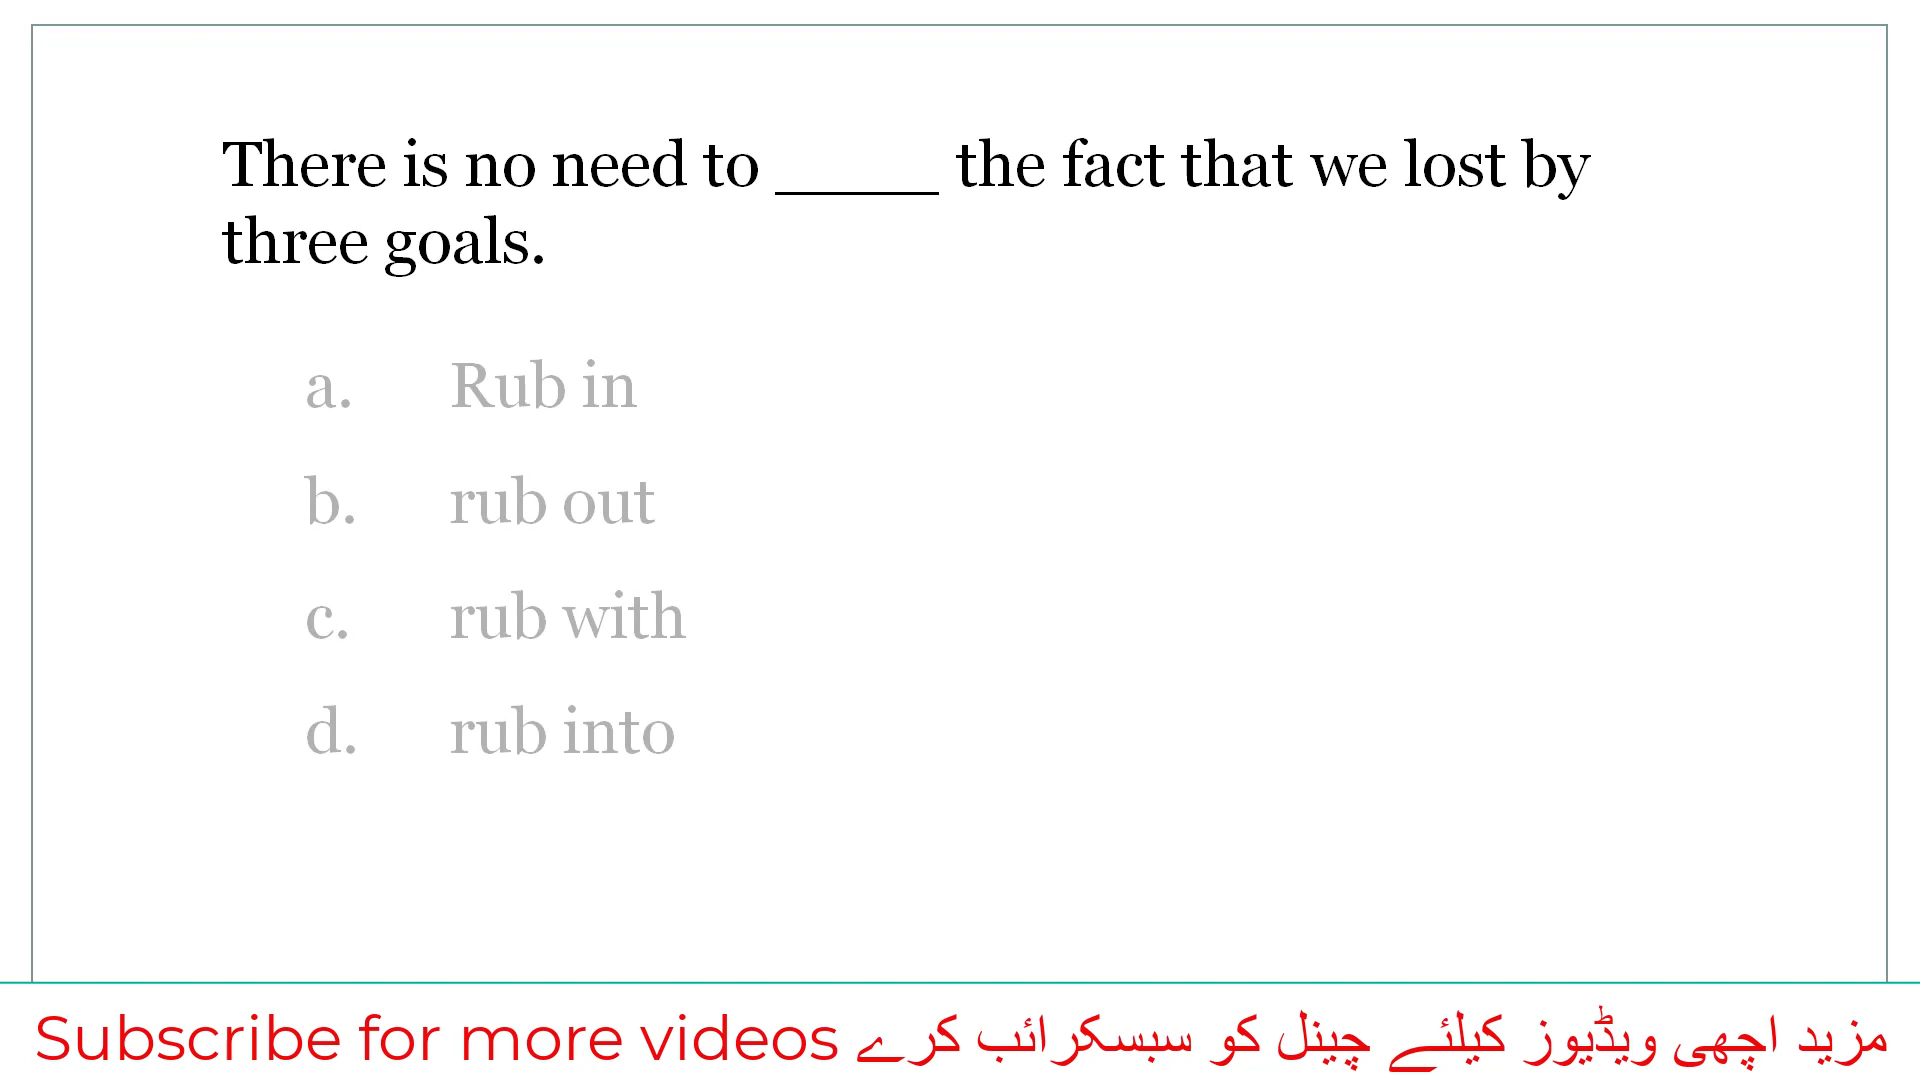 There is no need to _____ the fact that we lost by
three goals.
a. Rub in
b. rub out
c. rub with
d. rub into
Subscribe for more videos مزید اچھی ویڈیوز کیلئے چینل کو سبسکرائب کرے